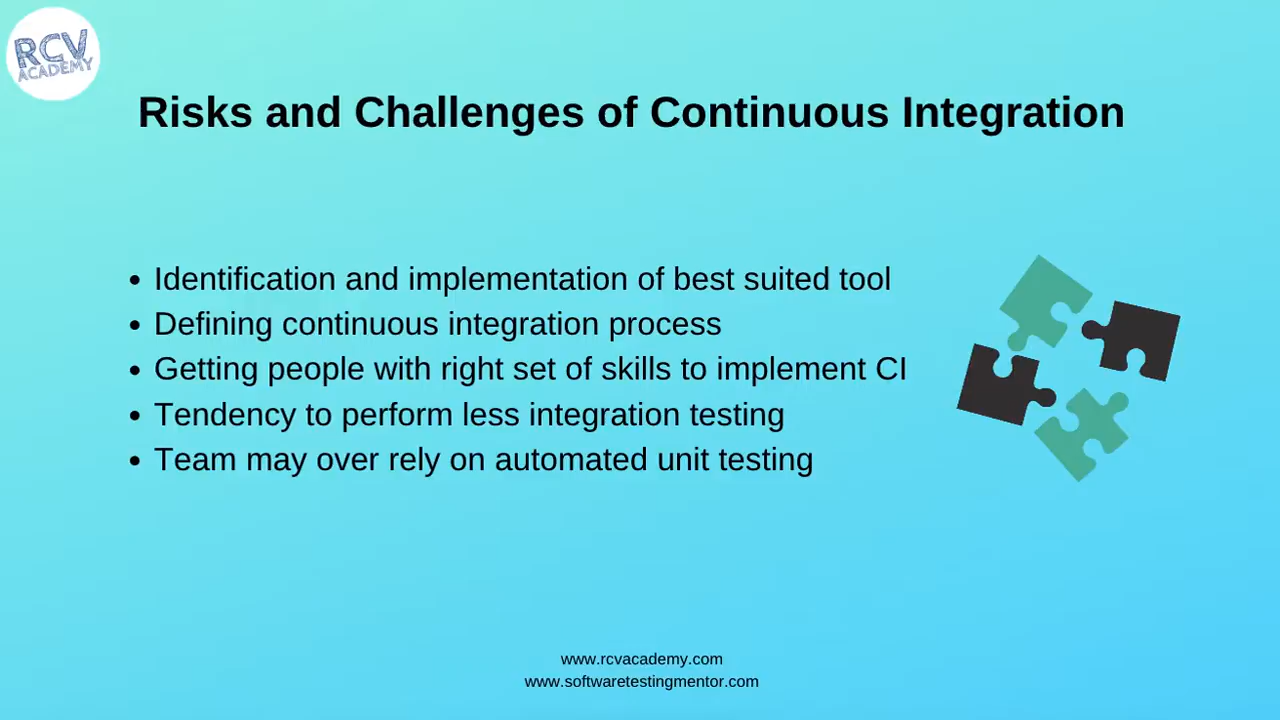 RCV
ACADEMY
Risks and Challenges of Continuous Integration
• Identification and implementation of best suited tool
• Defining continuous integration process
• Getting people with right set of skills to implement CI
• Tendency to perform less integration testing
• Team may over rely on automated unit testing
www.rcvacademy.com
www.softwaretestingmentor.com